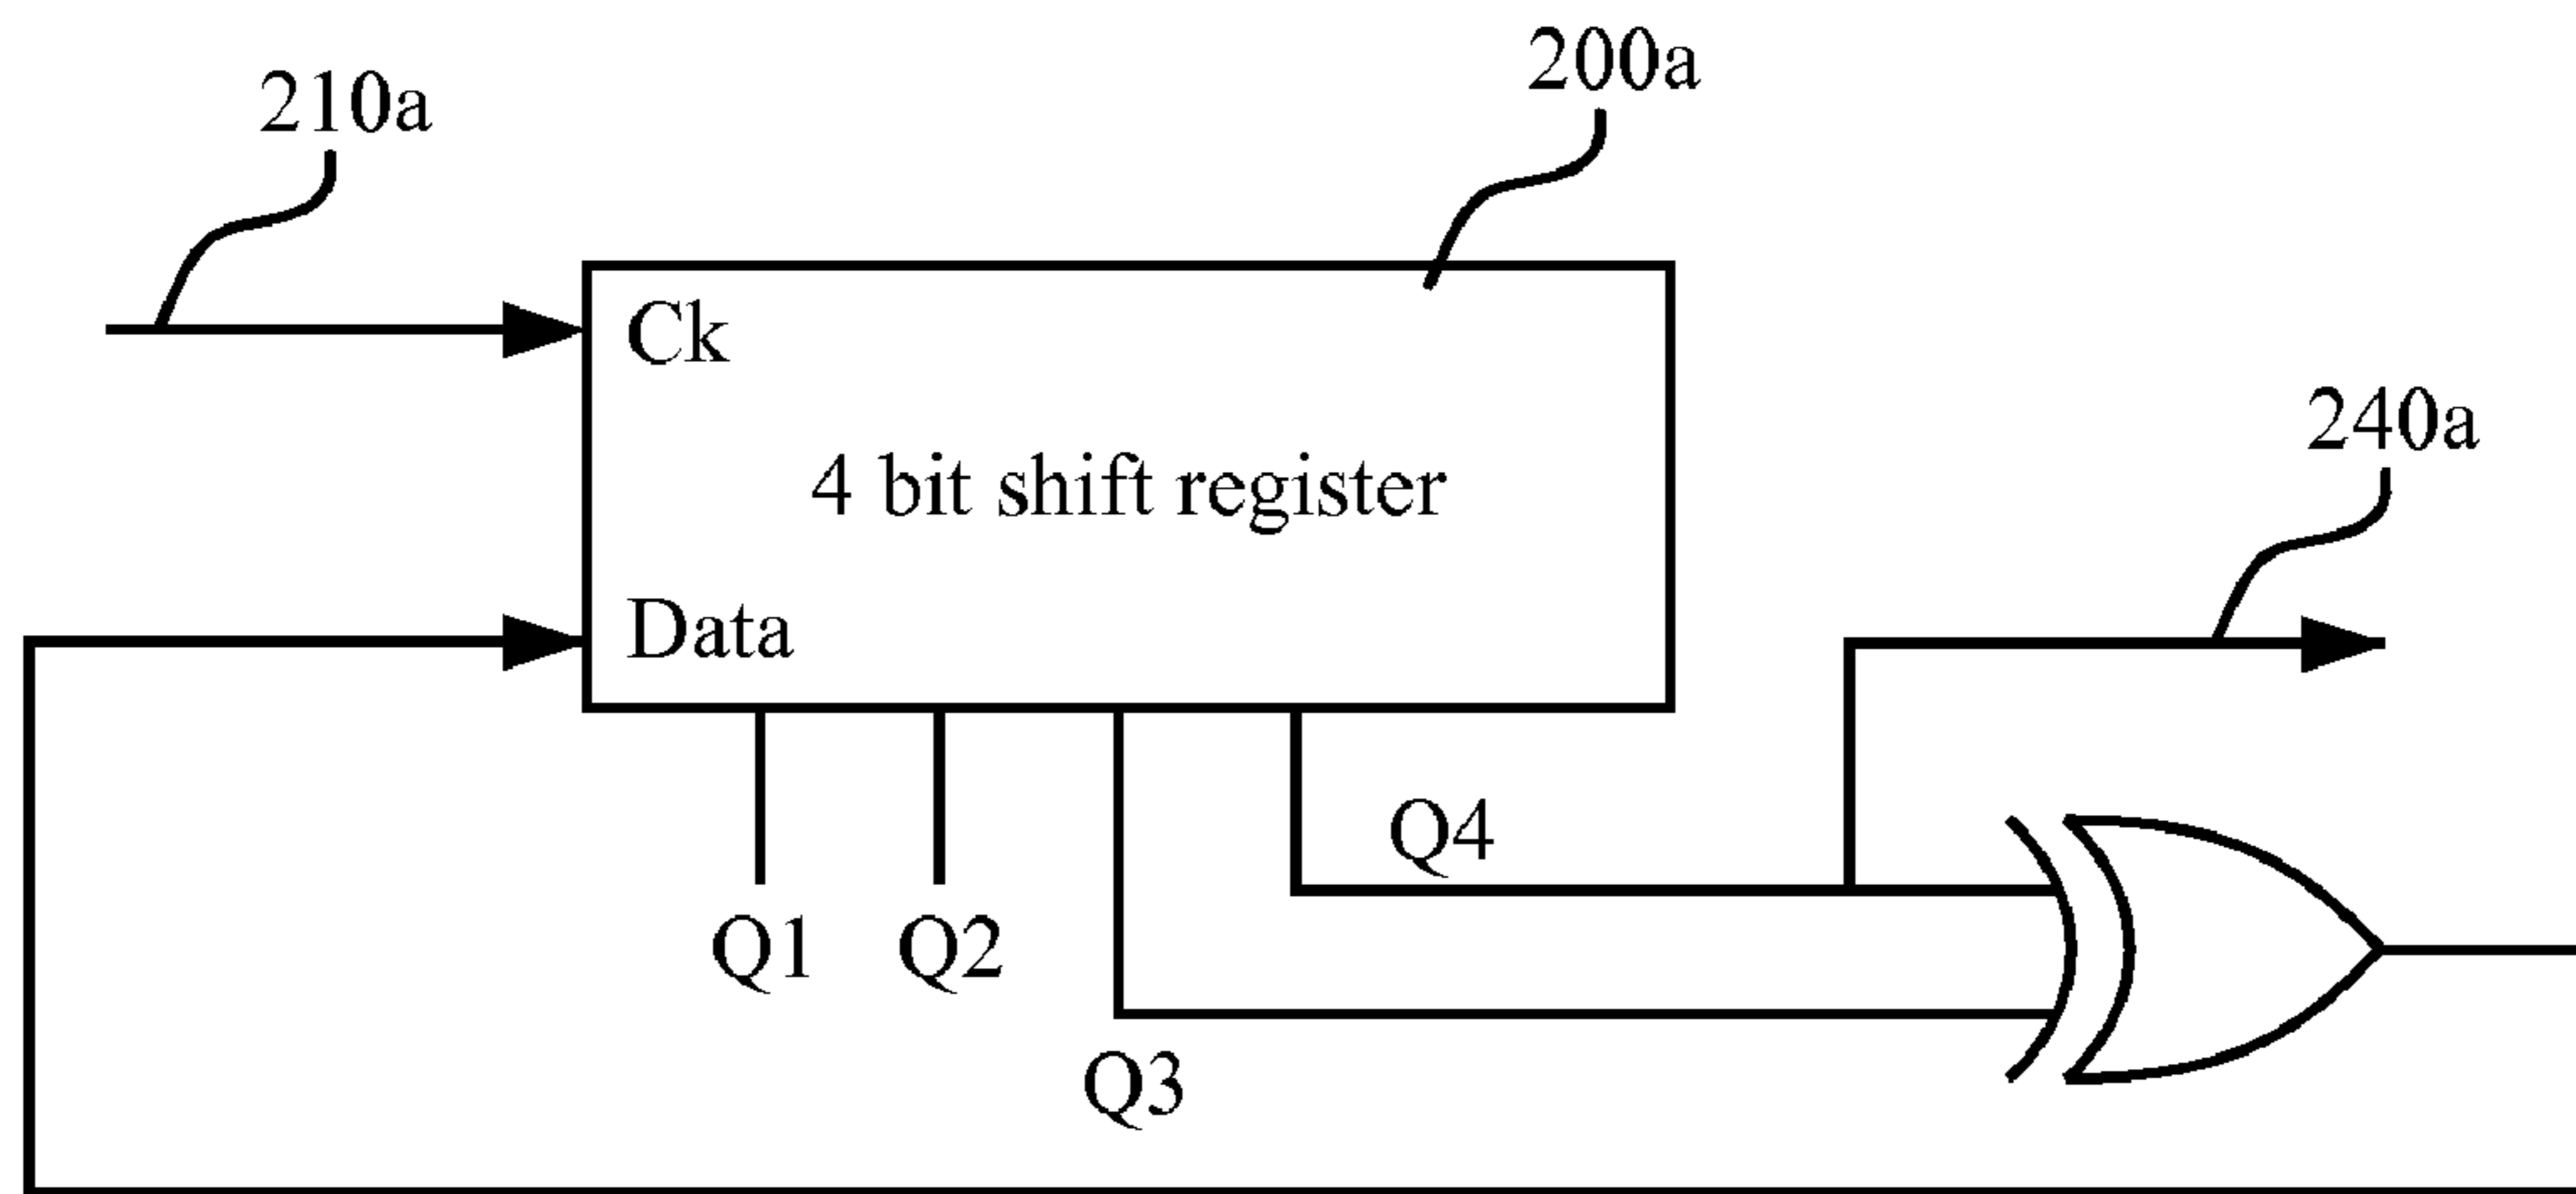 200a
210a
Ck
240a
4 bit shift register
Data
Q4
Q1 Q2
Q3